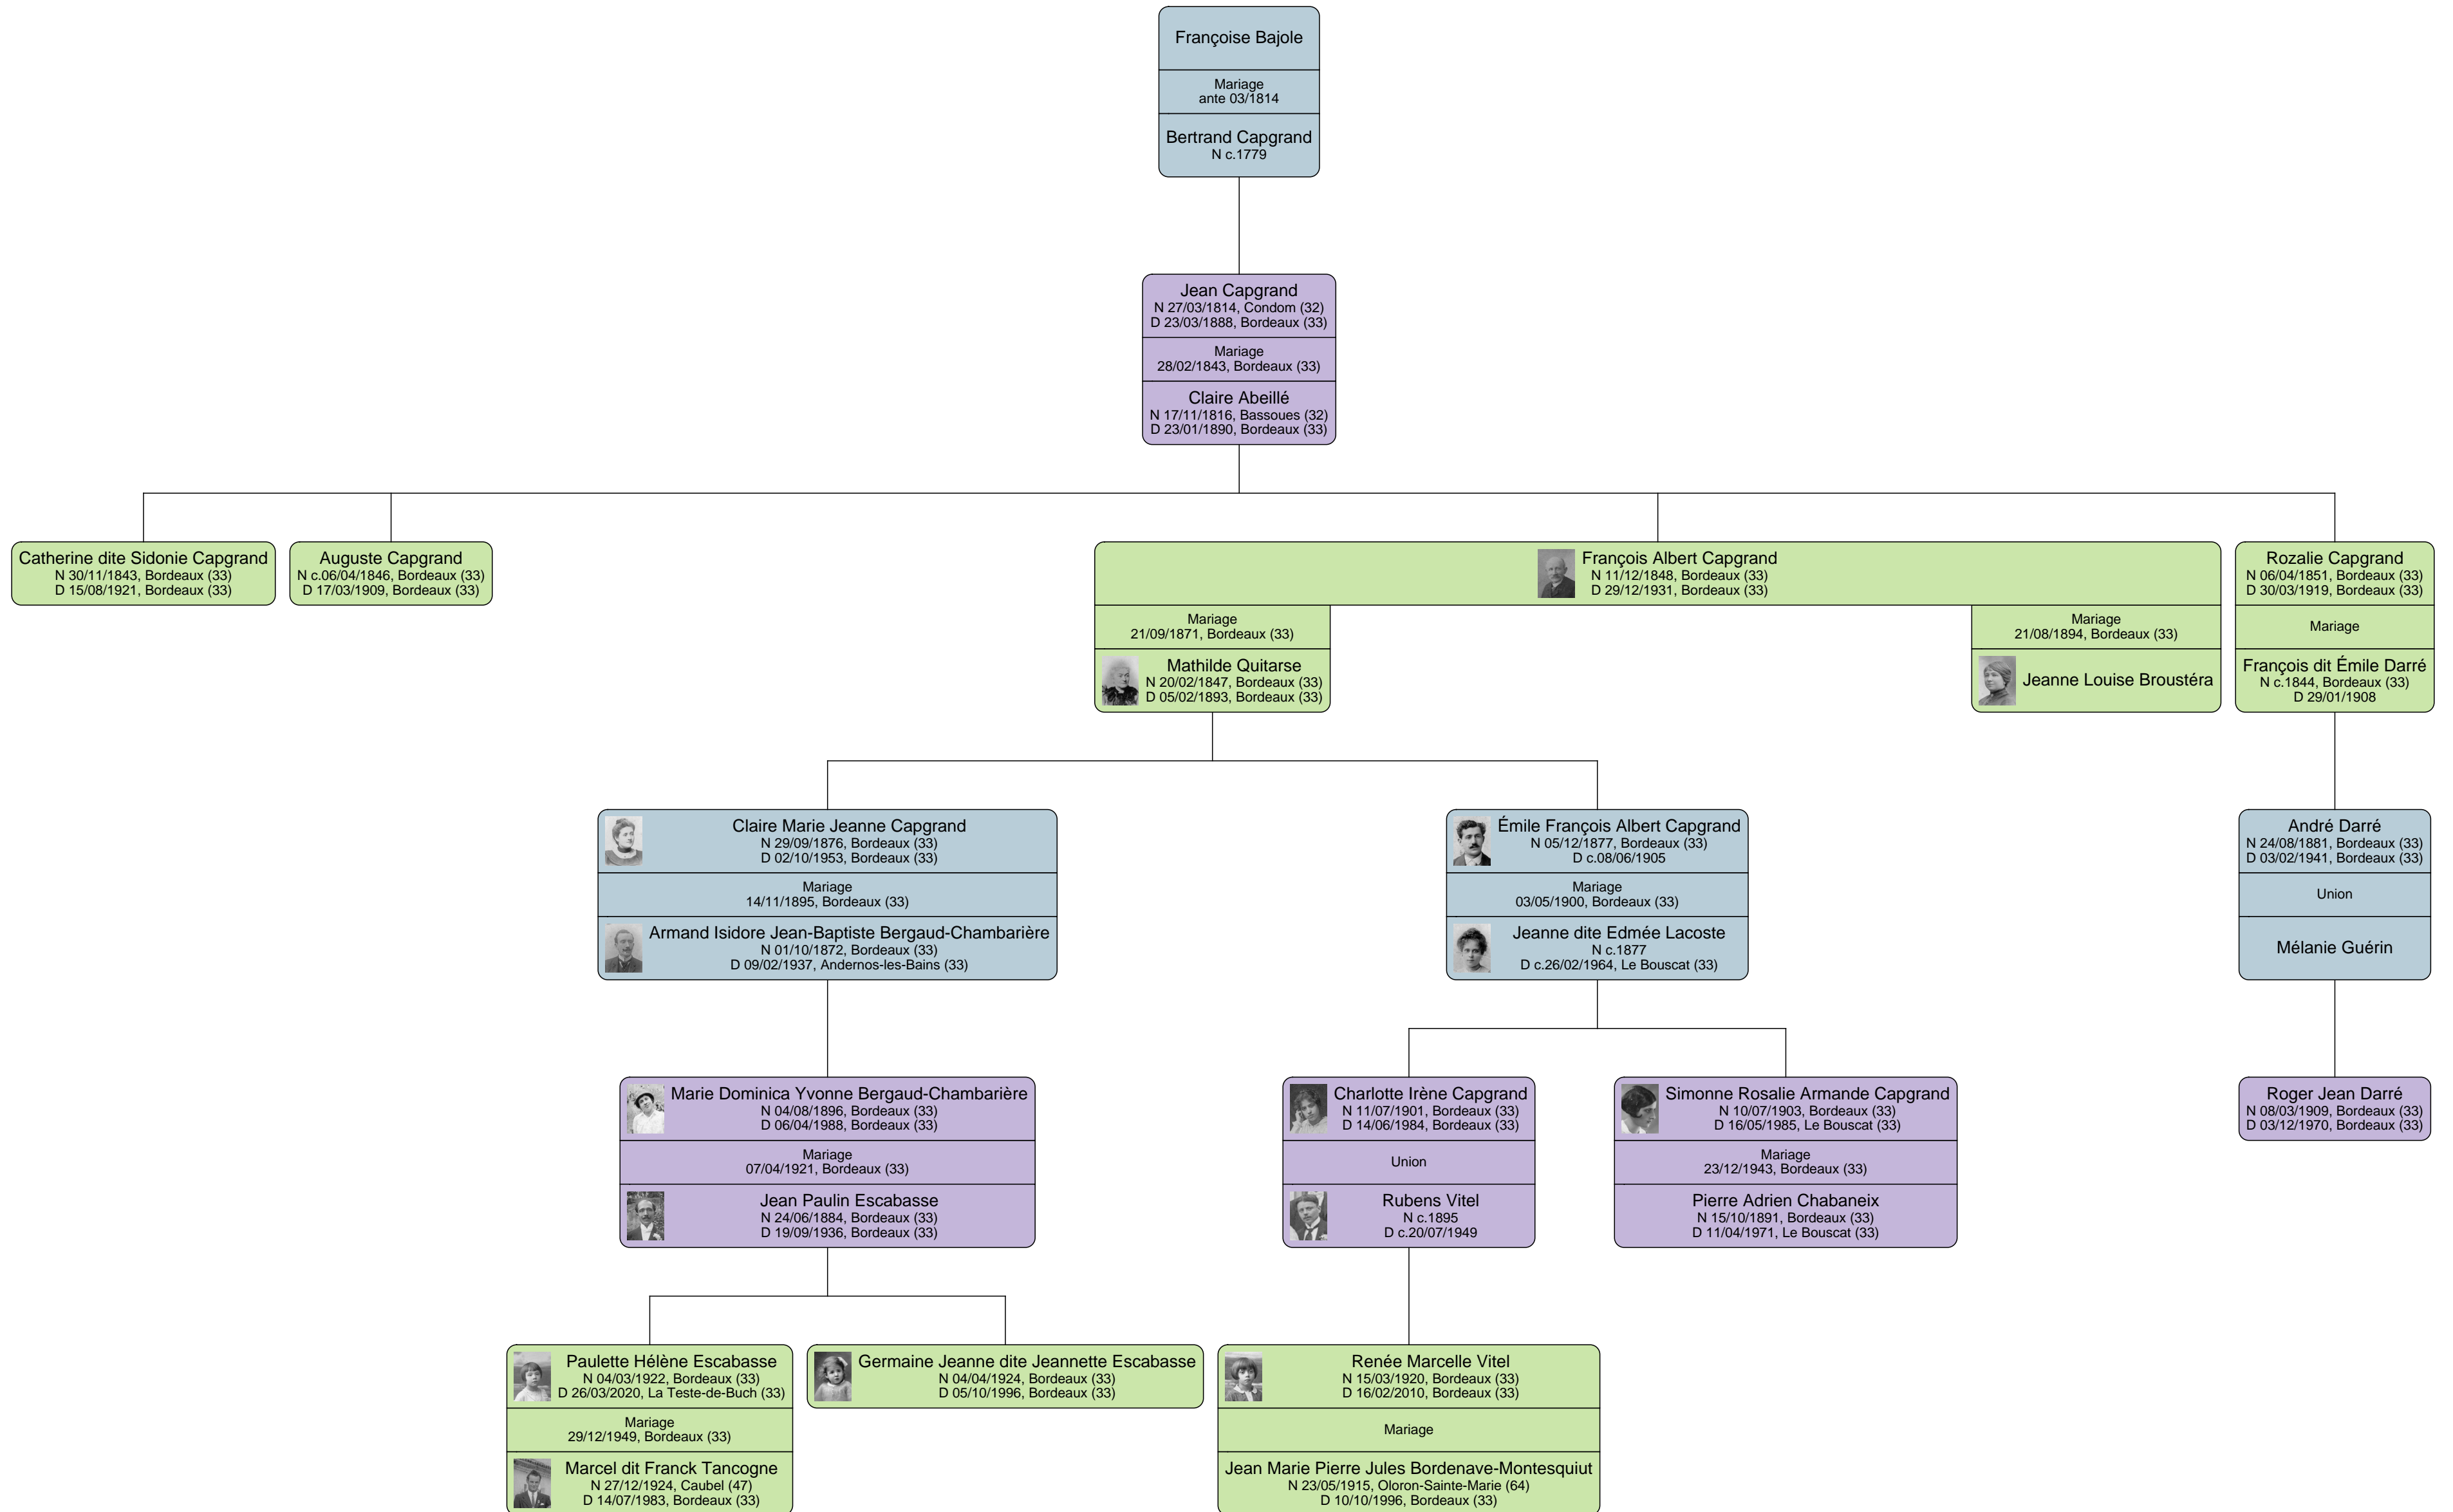 Françoise Bajole
Mariage
ante 03/1814
Bertrand Capgrand
N c.1779
Jean Capgrand
N 27/03/1814, Condom (32)
D 23/03/1888, Bordeaux (33)
Mariage
28/02/1843, Bordeaux (33)
Claire Abeillé
N 17/11/1816, Bassoues (32)
D 23/01/1890, Bordeaux (33)
Catherine dite Sidonie Capgrand
N 30/11/1843, Bordeaux (33)
D 15/08/1921, Bordeaux (33)
Auguste Capgrand
N c.06/04/1846, Bordeaux (33)
D 17/03/1909, Bordeaux (33)
François Albert Capgrand
N 11/12/1848, Bordeaux (33)
D 29/12/1931, Bordeaux (33)
Mariage
21/09/1871, Bordeaux (33)
Mathilde Quitarse
N 20/02/1847, Bordeaux (33)
D 05/02/1893, Bordeaux (33)
Mariage
21/08/1894, Bordeaux (33)
Jeanne Louise Broustéra
Rozalie Capgrand
N 06/04/1851, Bordeaux (33)
D 30/03/1919, Bordeaux (33)
Mariage
François dit Émile Darré
N c.1844, Bordeaux (33)
D 29/01/1908
Claire Marie Jeanne Capgrand
N 29/09/1876, Bordeaux (33)
D 02/10/1953, Bordeaux (33)
Mariage
14/11/1895, Bordeaux (33)
Armand Isidore Jean-Baptiste Bergaud-Chambarière
N 01/10/1872, Bordeaux (33)
D 09/02/1937, Andernos-les-Bains (33)
Émile François Albert Capgrand
N 05/12/1877, Bordeaux (33)
D c.08/06/1905
Mariage
03/05/1900, Bordeaux (33)
Jeanne dite Edmée Lacoste
N c.1877
D c.26/02/1964, Le Bouscat (33)
André Darré
N 24/08/1881, Bordeaux (33)
D 03/02/1941, Bordeaux (33)
Union
Mélanie Guérin
Marie Dominica Yvonne Bergaud-Chambarière
N 04/08/1896, Bordeaux (33)
D 06/04/1988, Bordeaux (33)
Mariage
07/04/1921, Bordeaux (33)
Jean Paulin Escabasse
N 24/06/1884, Bordeaux (33)
D 19/09/1936, Bordeaux (33)
Charlotte Irène Capgrand
N 11/07/1901, Bordeaux (33)
D 14/06/1984, Bordeaux (33)
Union
Rubens Vitel
N c.1895
D c.20/07/1949
Simonne Rosalie Armande Capgrand
N 10/07/1903, Bordeaux (33)
D 16/05/1985, Le Bouscat (33)
Mariage
23/12/1943, Bordeaux (33)
Pierre Adrien Chabaneix
N 15/10/1891, Bordeaux (33)
D 11/04/1971, Le Bouscat (33)
Roger Jean Darré
N 08/03/1909, Bordeaux (33)
D 03/12/1970, Bordeaux (33)
Paulette Hélène Escabasse
N 04/03/1922, Bordeaux (33)
D 26/03/2020, La Teste-de-Buch (33)
Mariage
29/12/1949, Bordeaux (33)
Marcel dit Franck Tancogne
N 27/12/1924, Caubel (47)
D 14/07/1983, Bordeaux (33)
Germaine Jeanne dite Jeannette Escabasse
N 04/04/1924, Bordeaux (33)
D 05/10/1996, Bordeaux (33)
Renée Marcelle Vitel
N 15/03/1920, Bordeaux (33)
D 16/02/2010, Bordeaux (33)
Mariage
Jean Marie Pierre Jules Bordenave-Montesquiut
N 23/05/1915, Oloron-Sainte-Marie (64)
D 10/10/1996, Bordeaux (33)